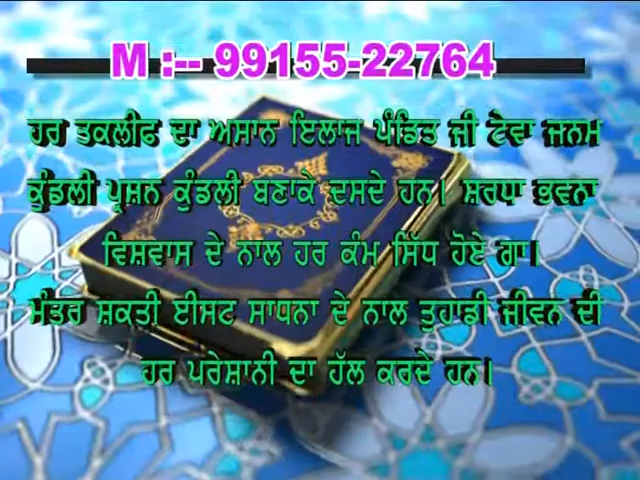 M :-- 99155-22764
ਹਰ ਤਕਲੀਫ ਦਾ ਅਸਾਨ ਇਲਾਜ ਪੰਡਿਤ ਜੀ ਟੇਵਾ ਜਨਮ
ਕੁੰਡਲੀ ਪ੍ਰਸ਼ਨ ਕੁੰਡਲੀ ਬਣਾਕੇ ਦਸਦੇ ਹਨ। ਸ਼ਰਧਾ ਭਵਨਾ
ਵਿਸ਼ਵਾਸ ਦੇ ਨਾਲ ਹਰ ਕੰਮ ਸਿੱਧ ਹੋਏ ਗਾ।
ਮੰਤਰ ਸ਼ਕਤੀ ਈਸਟ ਸਾਧਨਾ ਦੇ ਨਾਲ ਤੁਹਾਡੀ ਜੀਵਨ ਦੀ
ਹਰ ਪਰੇਸ਼ਾਨੀ ਦਾ ਹੱਲ ਕਰਦੇ ਹਨ।